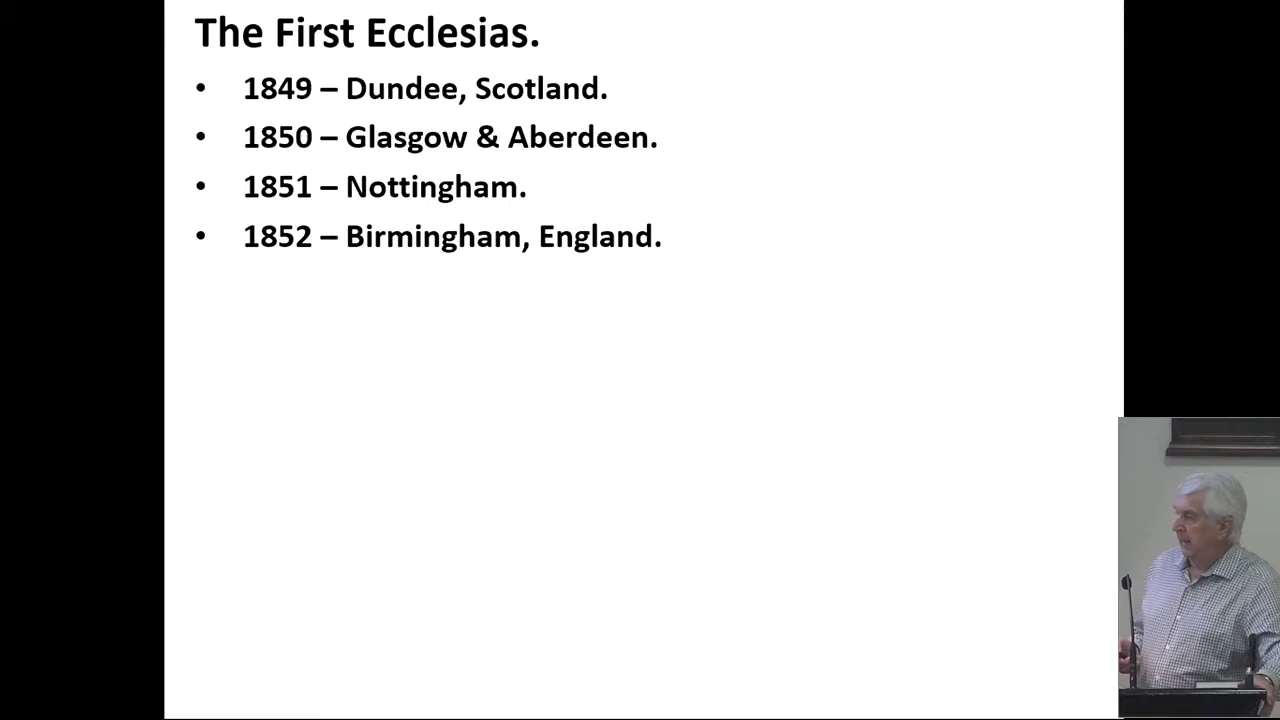 The First Ecclesias.
• 1849 – Dundee, Scotland.
• 1850 – Glasgow & Aberdeen.
• 1851 – Nottingham.
• 1852 – Birmingham, England.